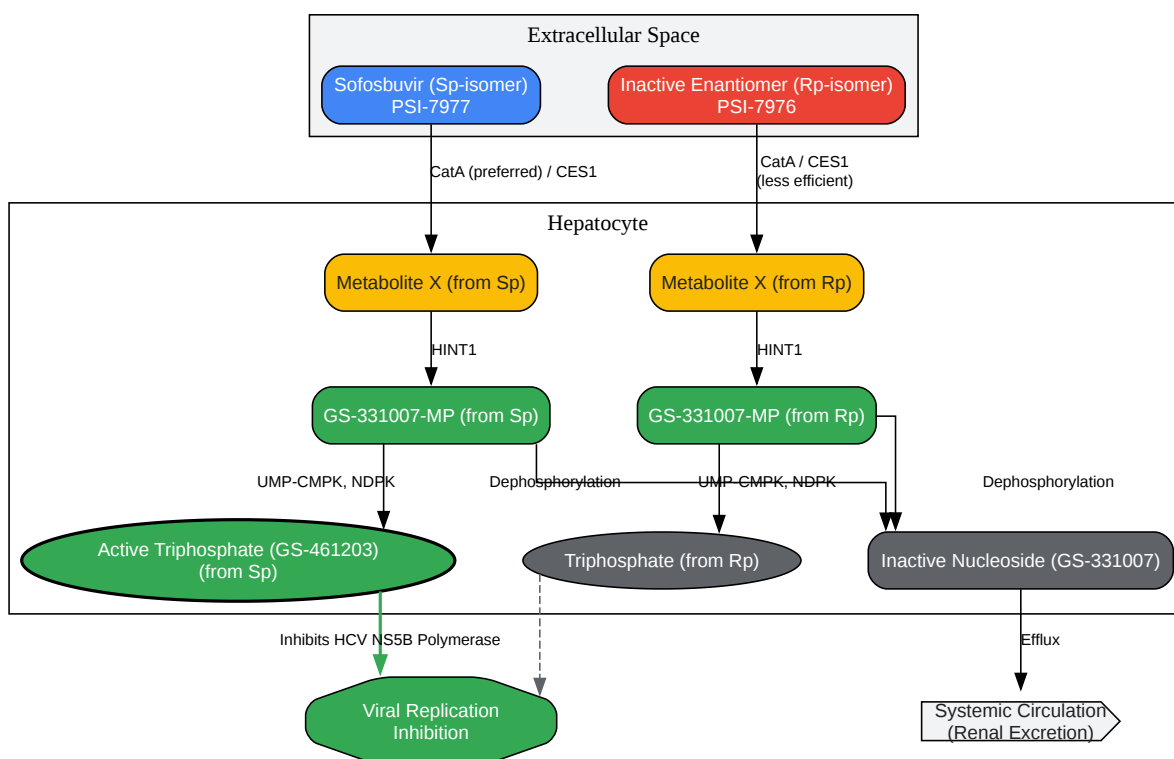 Extracellular Space
Sofosbuvir (Sp-isomer)
PSI-7977
Inactive Enantiomer (Rp-isomer)
PSI-7976
CatA (preferred) / CES1
CatA / CES1
(less efficient)
Hepatocyte
Metabolite X (from Sp)
Metabolite X (from Rp)
HINT1
HINT1
GS-331007-MP (from Sp)
GS-331007-MP (from Rp)
UMP-CMPK, NDPK
Dephosphorylation
UMP-CMPK, NDPK
Dephosphorylation
Active Triphosphate (GS-461203)
(from Sp)
Triphosphate (from Rp)
Inactive Nucleoside (GS-331007)
Inhibits HCV NS5B Polymerase
Efflux
Viral Replication
Inhibition
Systemic Circulation
(Renal Excretion)